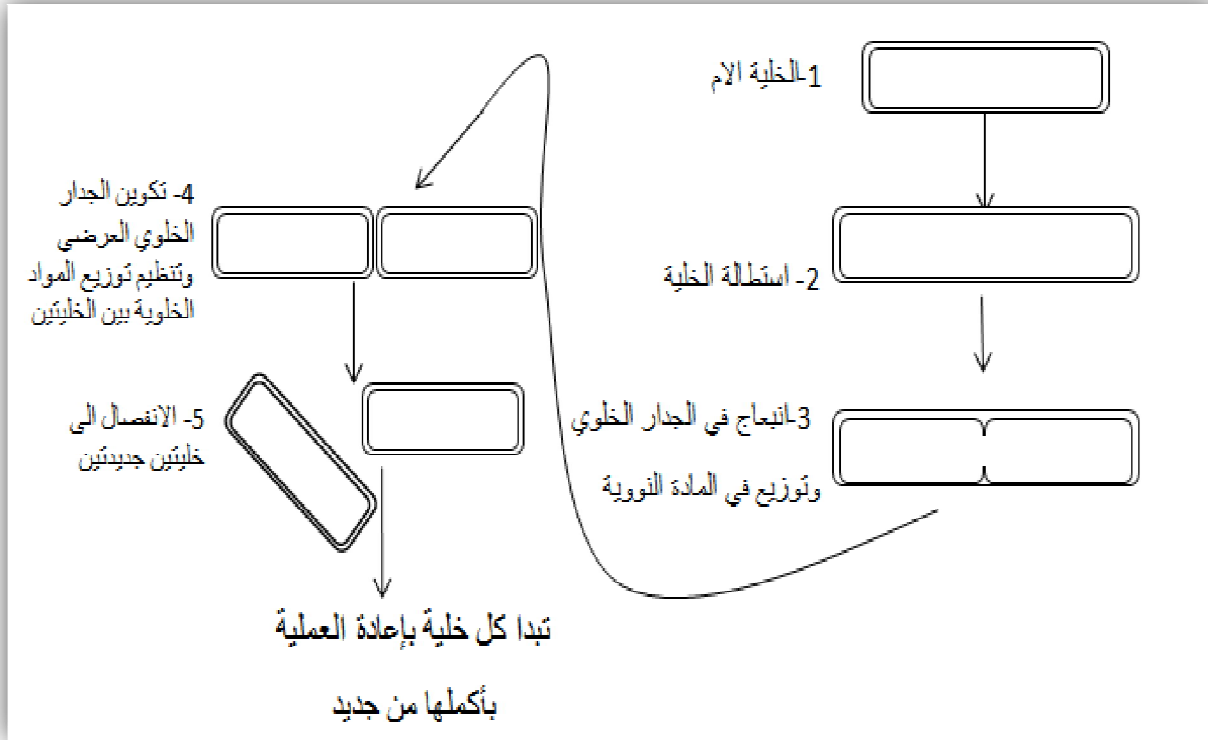 1-الخلية الام
2- استطالة الخلية
3-انبعاج في الجدار الخلوي
وتوزيع في المادة النووية
4- تكوين الجدار
الخلوي العرضي
وتنظيم توزيع المواد
الخلوية بين الخليتين
5- الانفصال الى
خليتين جديدتين
تبدا كل خلية بإعادة العملية
بأكملها من جديد